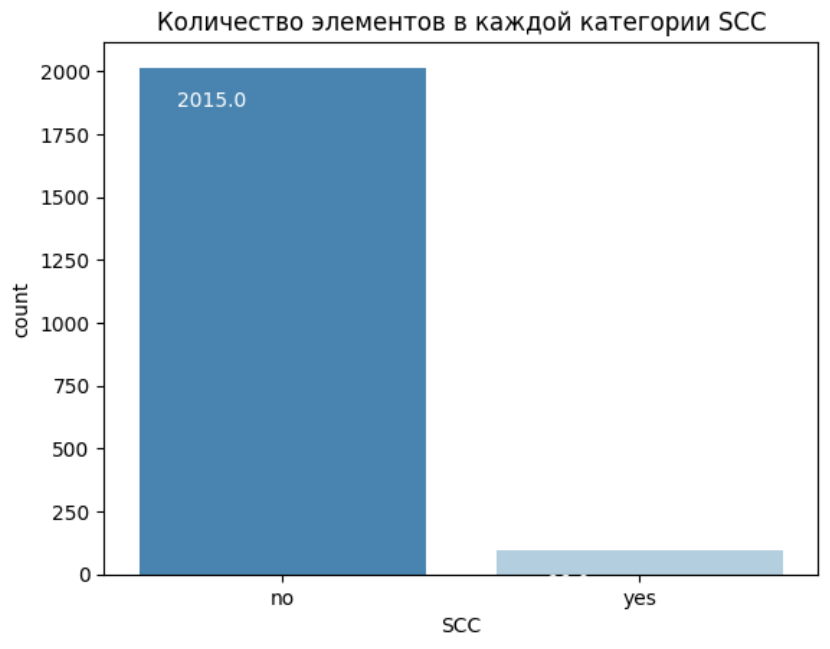 Количество элементов в каждой категории SCC
2000
1750
1500
1250
1000
750
500
250
0
count
2015.0
no
yes
SCC